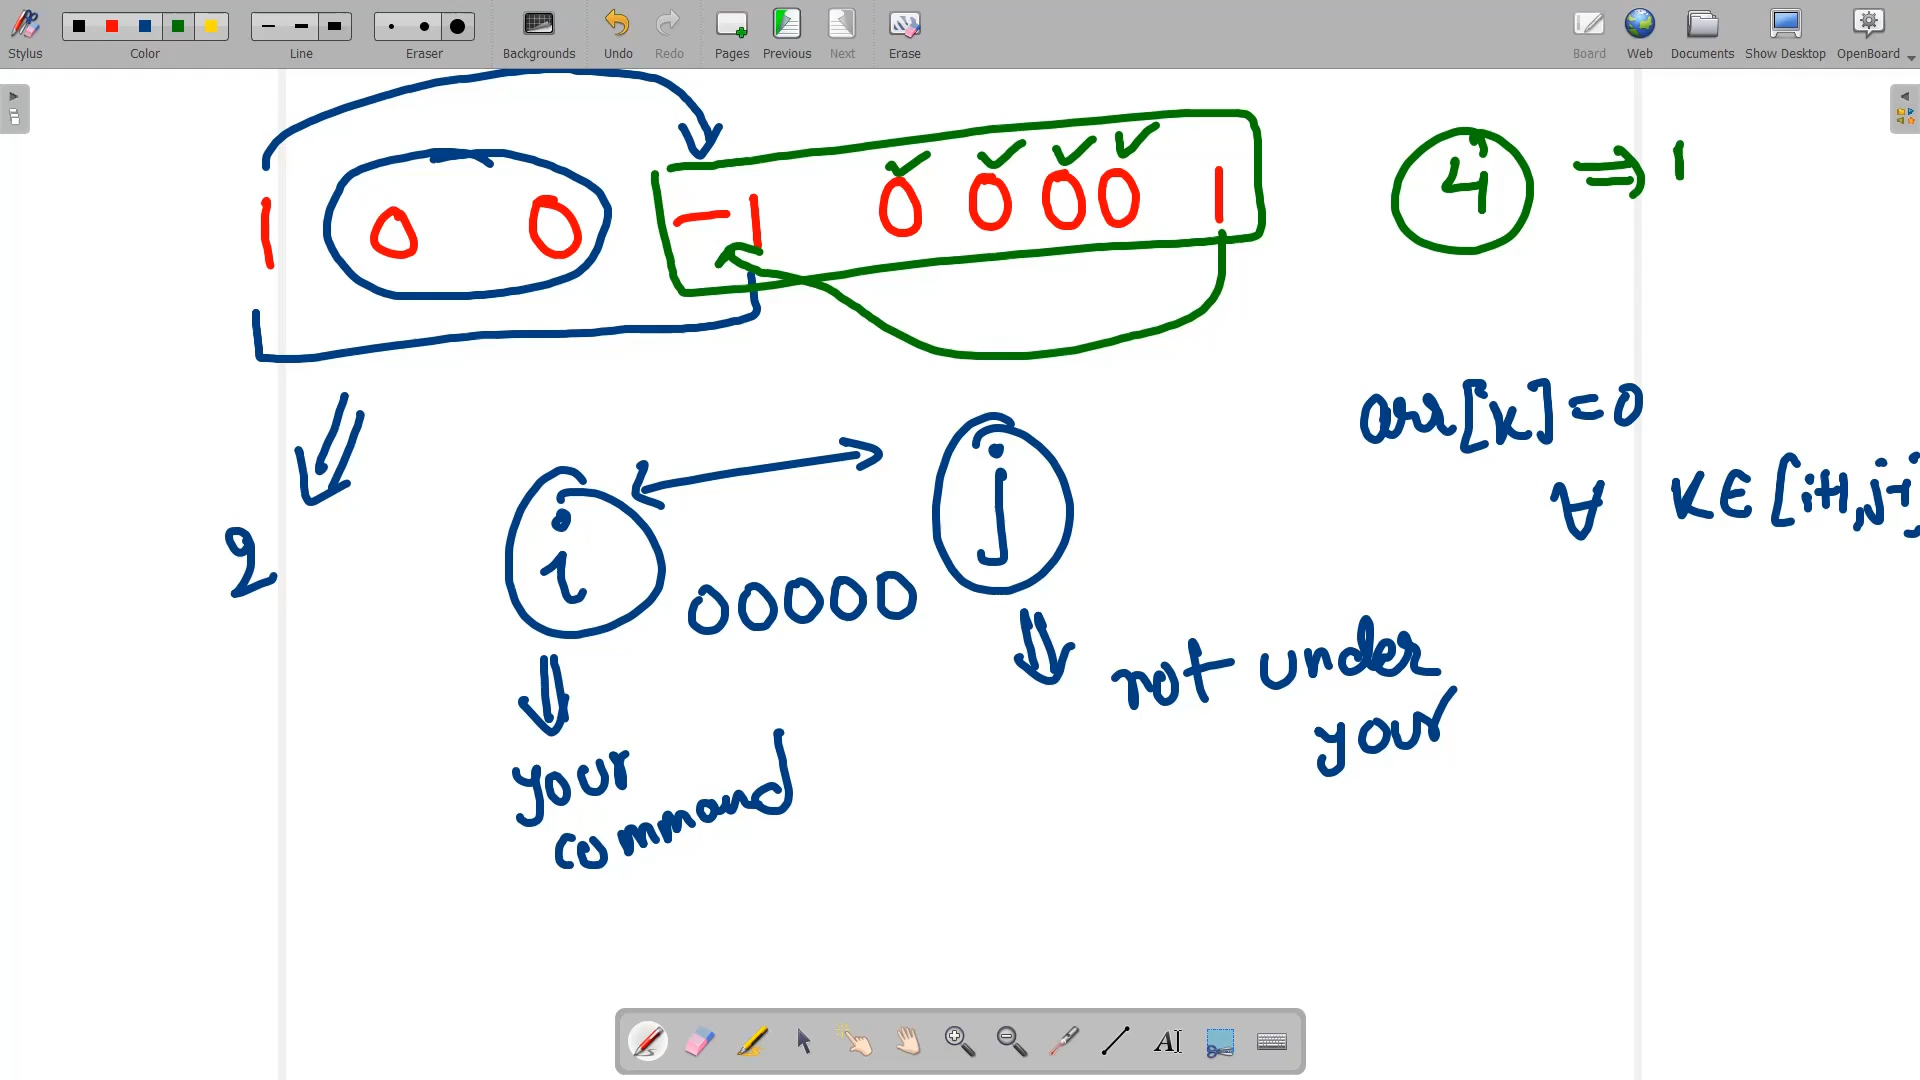 Stylus Color Line Eraser Backgrounds Undo Redo Pages Previous Next Erase Board Web Documents Show Desktop OpenBoard
1 0 0 -1 0 0 0 0 1
4 ⇒ 1
arr[k]=0
∀ K∈[i+1,j-1]
2
i 00000 j
not under
your
your
command